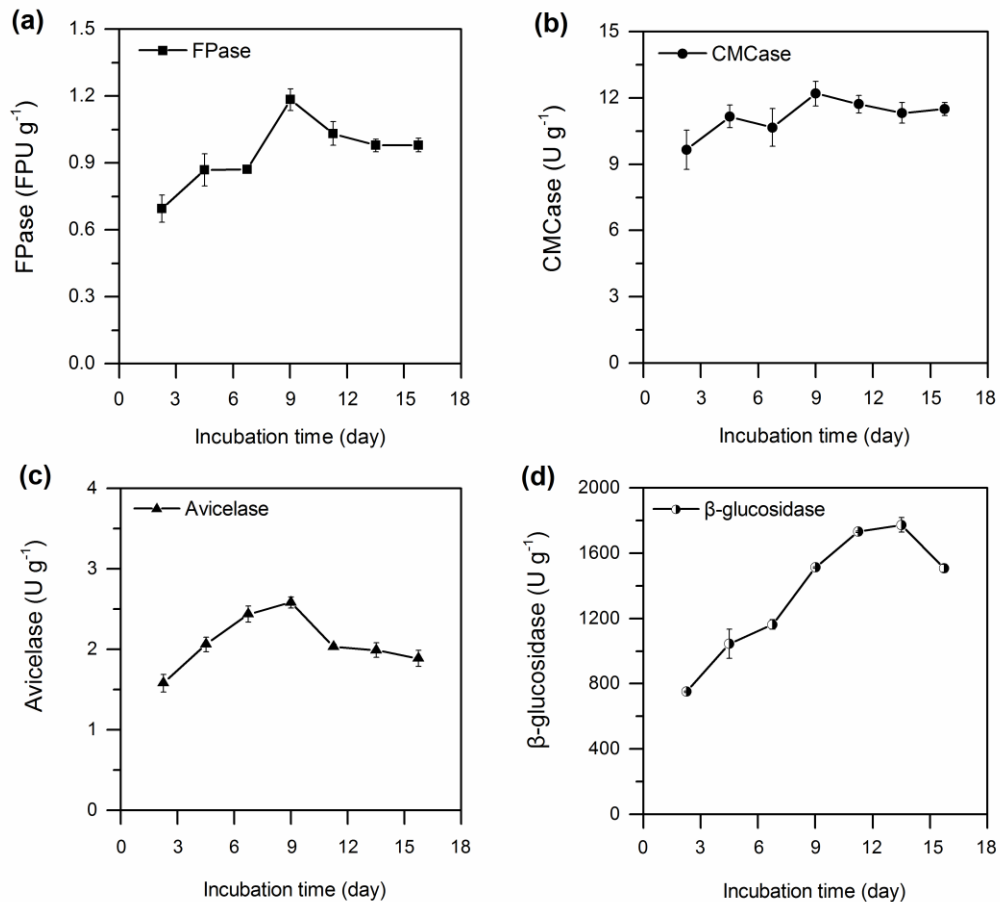 (a)
FPase
FPase (FPU g⁻¹)
1.5
1.2
0.9
0.6
0.3
0.0
0 3 6 9 12 15 18
Incubation time (day)
(b)
CMCase
CMCase (U g⁻¹)
15
12
9
6
3
0
0 3 6 9 12 15 18
Incubation time (day)
(c)
Avicelase
Avicelase (U g⁻¹)
4
3
2
1
0
0 3 6 9 12 15 18
Incubation time (day)
(d)
β-glucosidase
β-glucosidase (U g⁻¹)
2000
1600
1200
800
400
0
0 3 6 9 12 15 18
Incubation time (day)